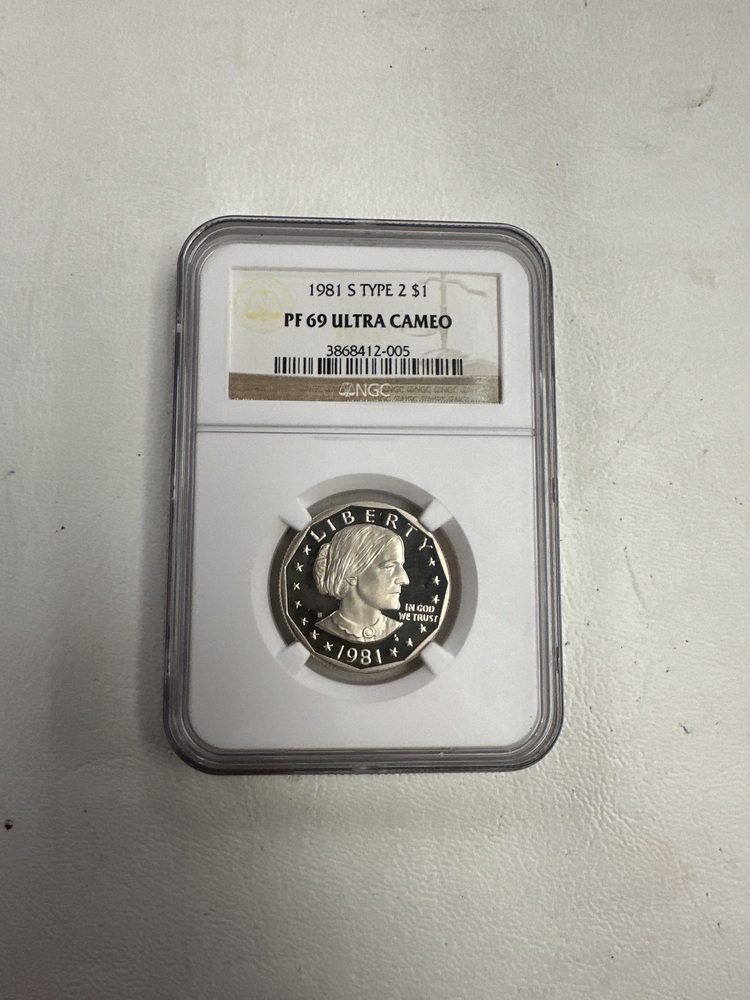 1981 S TYPE 2 $1
PF 69 ULTRA CAMEO
3868412-005
NGC
LIBERTY
IN GOD
WE TRUST
S
1981